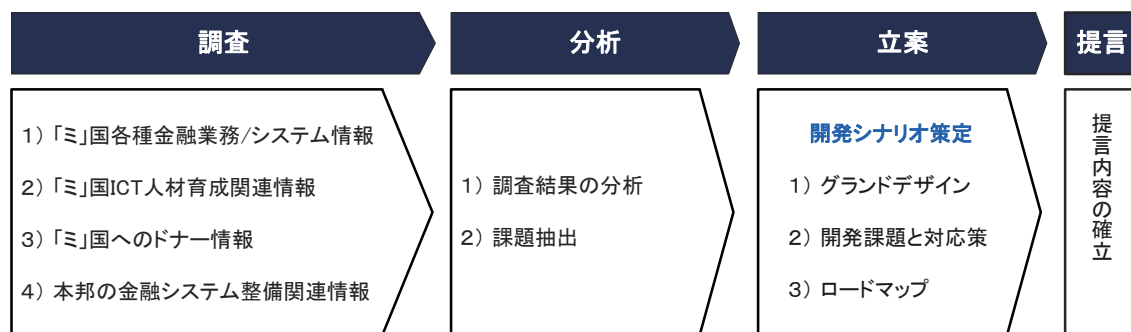 調査
1）「ミ」国各種金融業務/システム情報
2）「ミ」国ICT人材育成関連情報
3）「ミ」国へのドナー情報
4） 本邦の金融システム整備関連情報
分析
1） 調査結果の分析
2） 課題抽出
立案
開発シナリオ策定
1） グランドデザイン
2） 開発課題と対応策
3） ロードマップ
提言
提言内容の確立